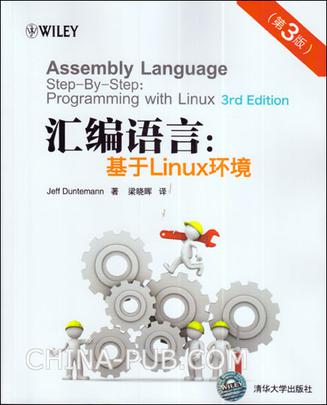 WILEY
(第3版)
Assembly Language
Step-By-Step:
Programming with Linux 3rd Edition
汇编语言:
基于Linux环境
Jeff Duntemann 著 梁晓晖 译
CHINA-PUB.COM
WILEY
清华大学出版社